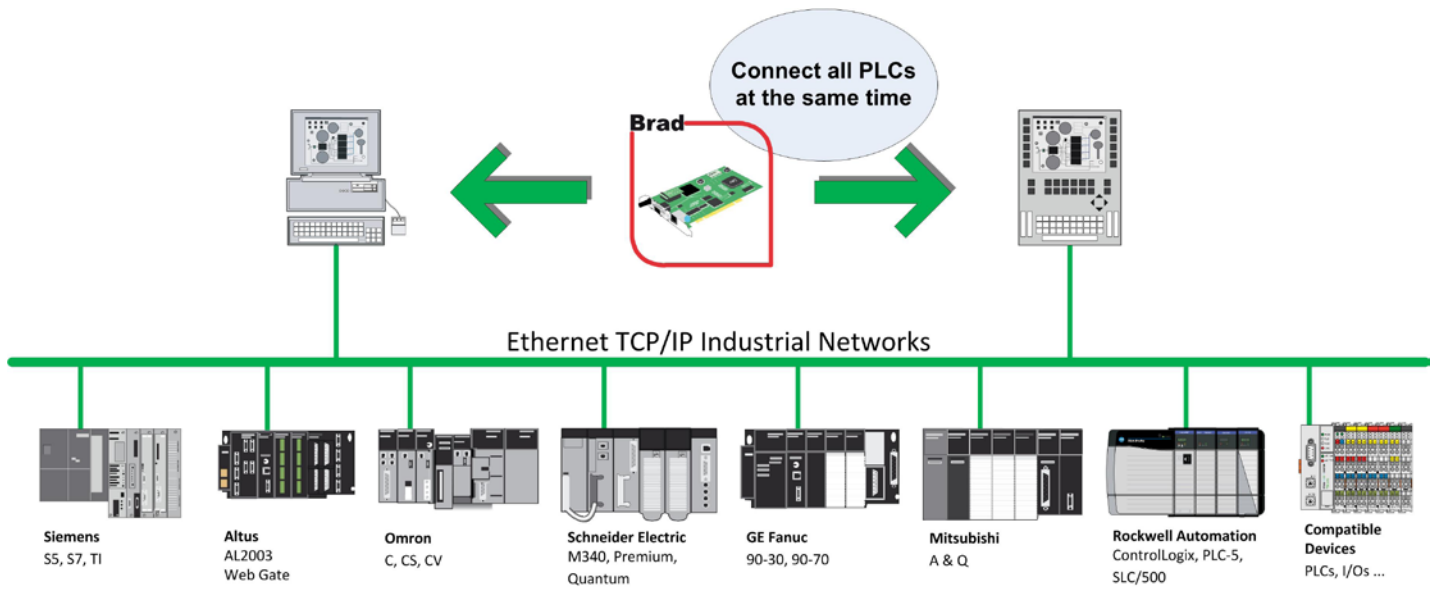 Connect all PLCs
at the same time
Brad
Ethernet TCP/IP Industrial Networks
Siemens
S5, S7, TI
Altus
AL2003
Web Gate
Omron
C, CS, CV
Schneider Electric
M340, Premium,
Quantum
GE Fanuc
90-30, 90-70
Mitsubishi
A & Q
Rockwell Automation
ControlLogix, PLC-5,
SLC/500
Compatible
Devices
PLCs, I/Os ...